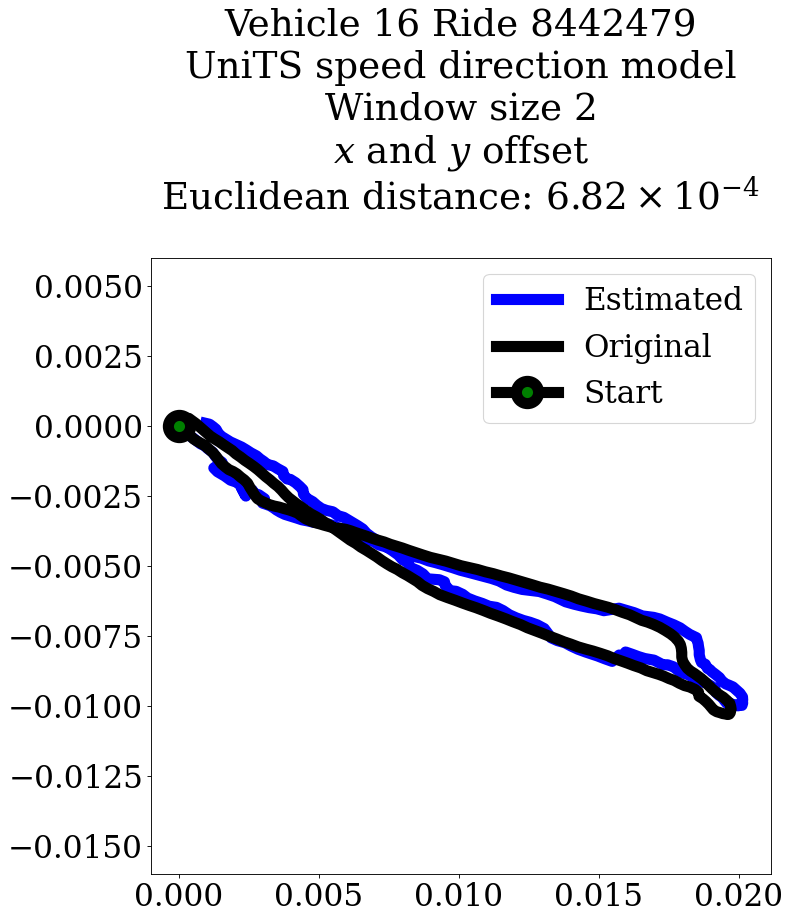 Vehicle 16 Ride 8442479
UniTS speed direction model
Window size 2
x and y offset
Euclidean distance: 6.82 × 10⁻⁴
Estimated
Original
Start
0.0050
0.0025
0.0000
−0.0025
−0.0050
−0.0075
−0.0100
−0.0125
−0.0150
0.000 0.005 0.010 0.015 0.020